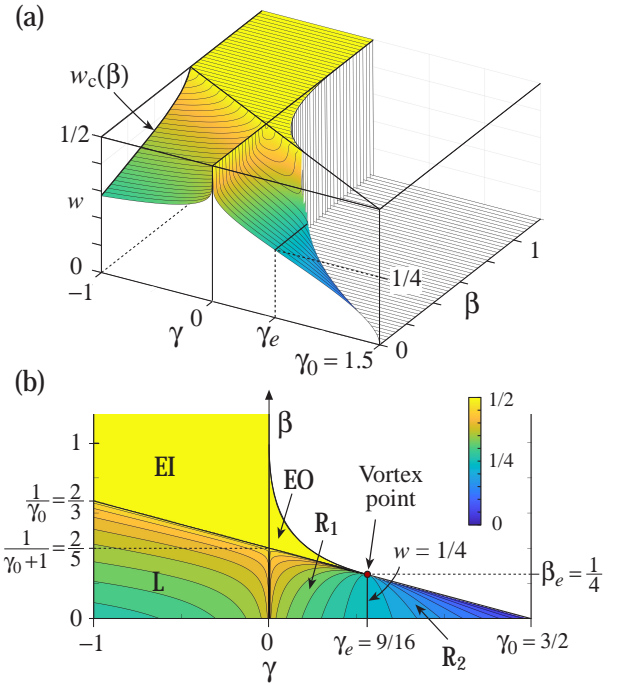 (a)
w_c(β)
1/2
w
0
−1
γ
0
γ_e
γ_0 = 1.5
0
β
1
1/4
(b)
β
1
EI
EO
R_1
Vortex
point
w = 1/4
1/2
1/4
0
1/γ_0 = 2/3
1/(γ_0+1) = 2/5
L
β_e = 1/4
0
−1
0
γ
γ_e = 9/16
R_2
γ_0 = 3/2